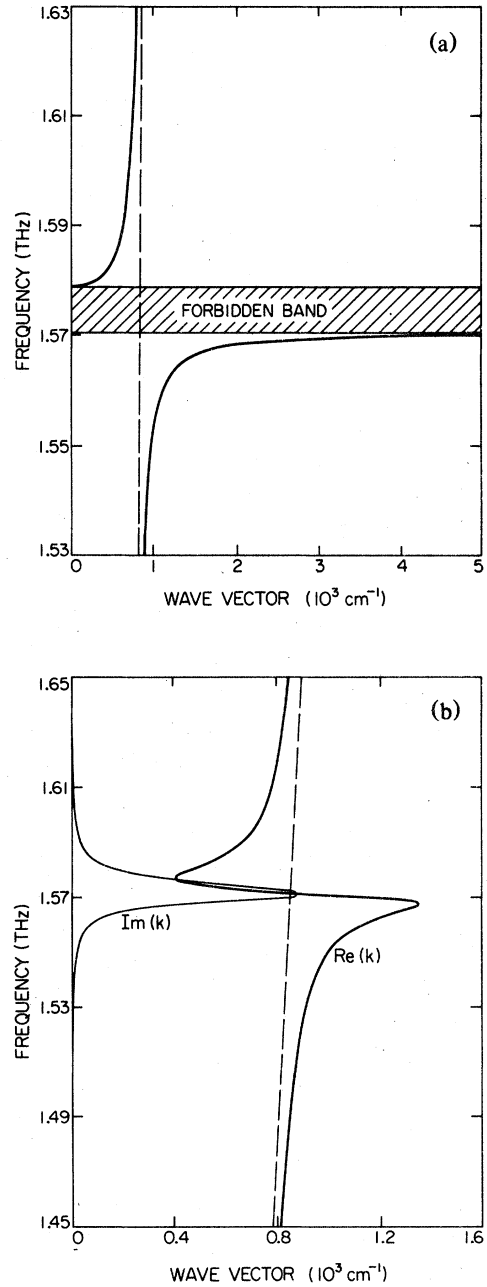 1.63
(a)
1.61
1.59
FORBIDDEN BAND
1.57
1.55
1.53
FREQUENCY (THz)
0 1 2 3 4 5
WAVE VECTOR (10³ cm⁻¹)
1.65
(b)
1.61
1.57
Im(k)
Re(k)
1.53
1.49
1.45
FREQUENCY (THz)
0 0.4 0.8 1.2 1.6
WAVE VECTOR (10³ cm⁻¹)